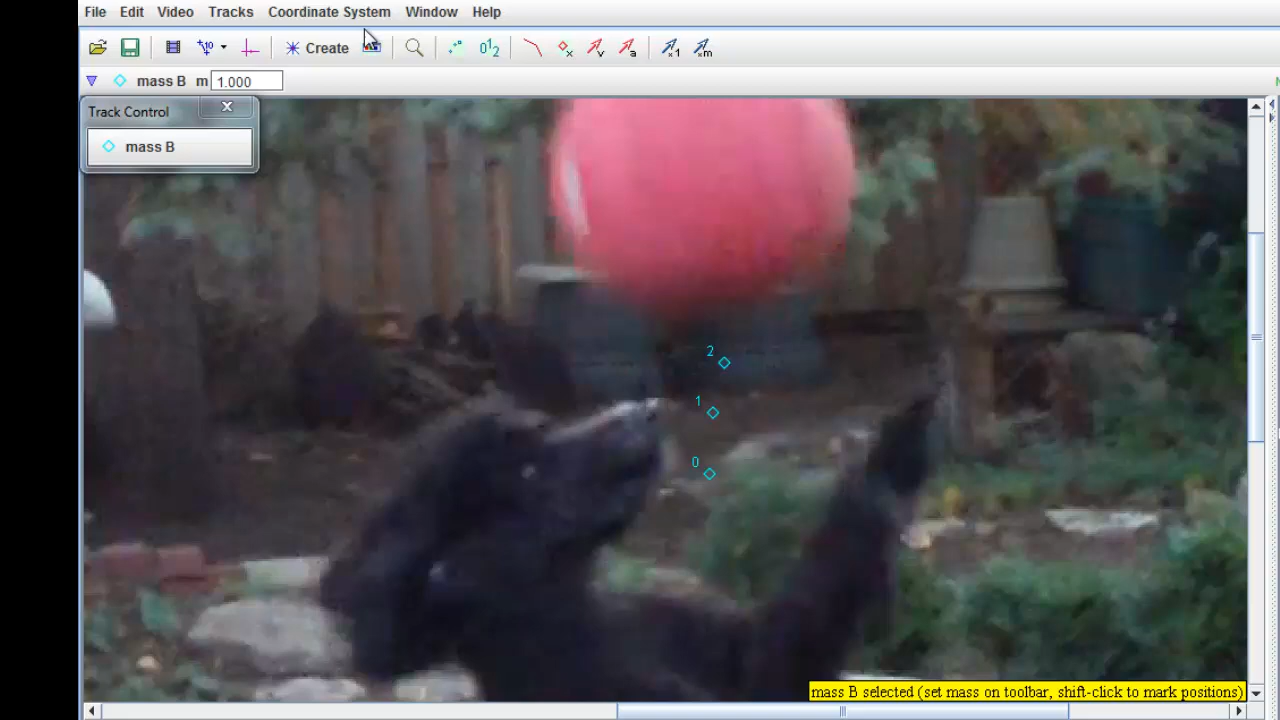 File Edit Video Tracks Coordinate System Window Help
Create
mass B m 1.000
Track Control
mass B
2
1
0
mass B selected (set mass on toolbar, shift-click to mark positions)